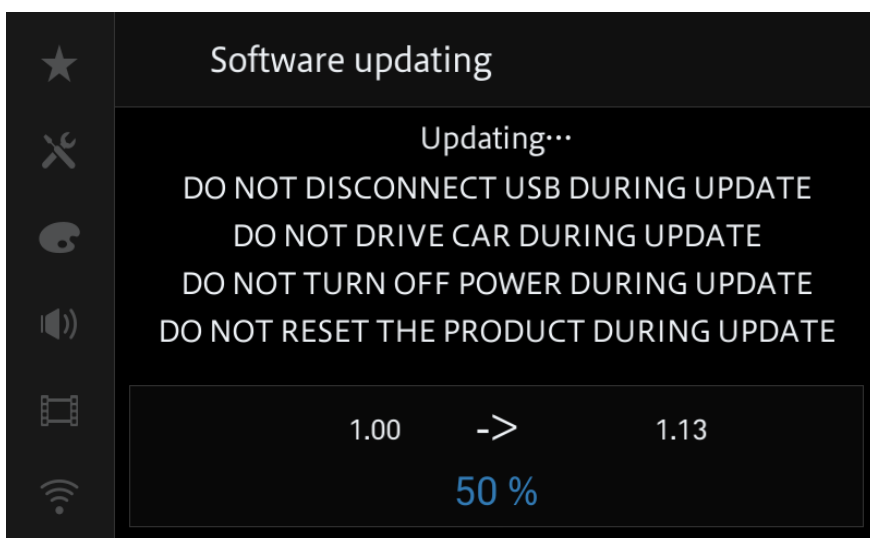 Software updating
Updating···
DO NOT DISCONNECT USB DURING UPDATE
DO NOT DRIVE CAR DURING UPDATE
DO NOT TURN OFF POWER DURING UPDATE
DO NOT RESET THE PRODUCT DURING UPDATE
1.00 -> 1.13
50 %